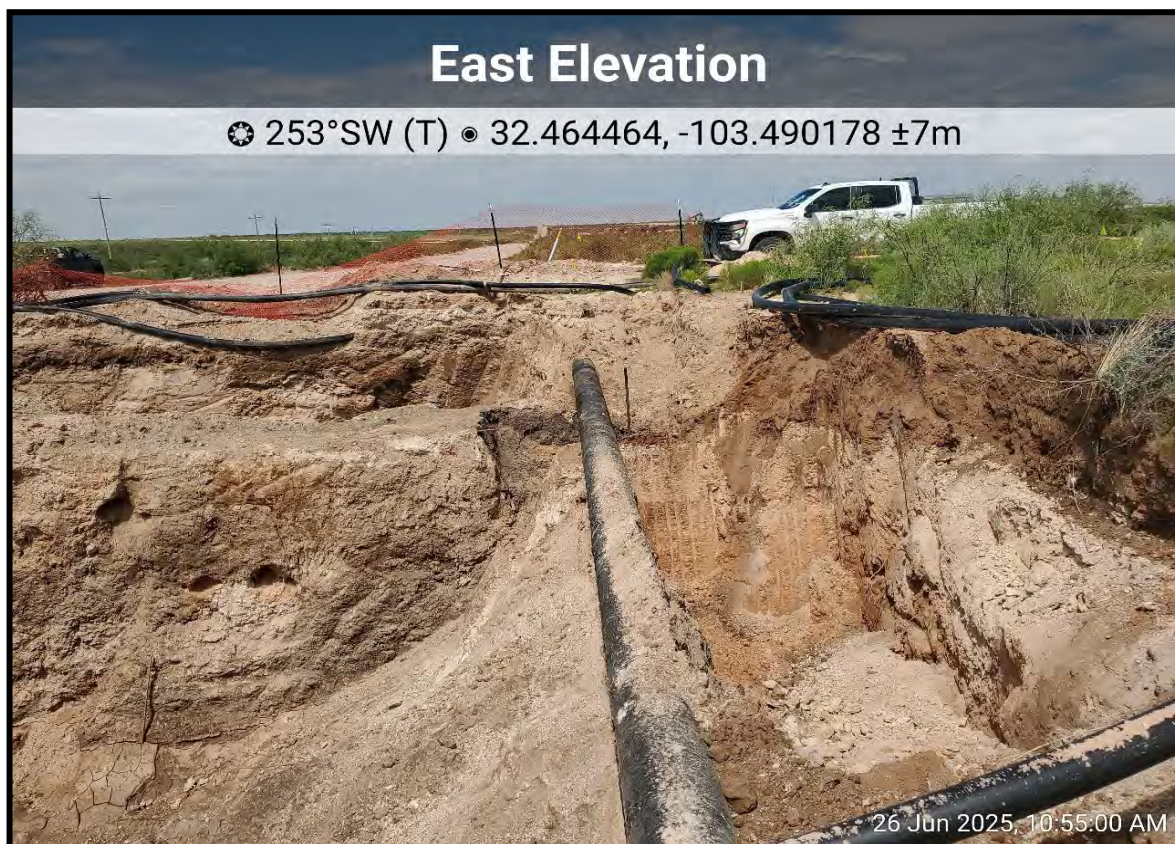 East Elevation
253°SW (T) ◉ 32.464464, -103.490178 ±7m
26 Jun 2025, 10:55:00 AM